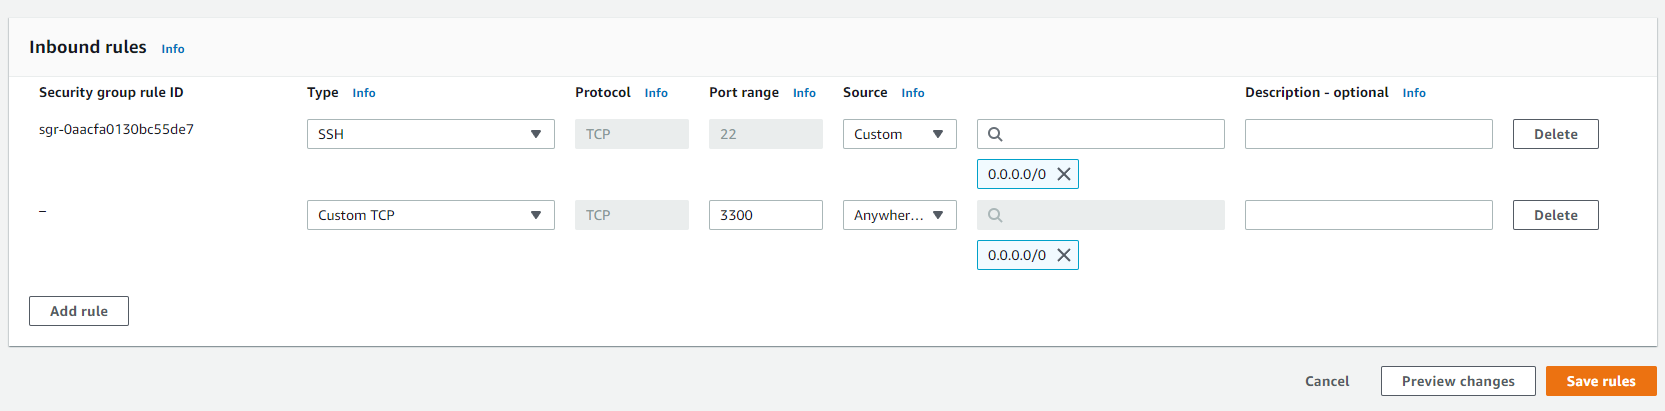 Inbound rules Info
Security group rule ID Type Info Protocol Info Port range Info Source Info Description - optional Info
sgr-0aacfa0130bc55de7 SSH TCP 22 Custom Delete
0.0.0.0/0
– Custom TCP TCP 3300 Anywher... Delete
0.0.0.0/0
Add rule
Cancel Preview changes Save rules